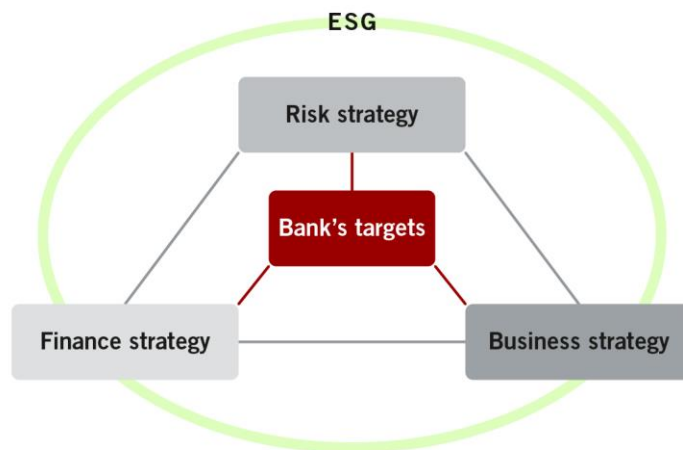 ESG
Risk strategy
Bank's targets
Finance strategy
Business strategy